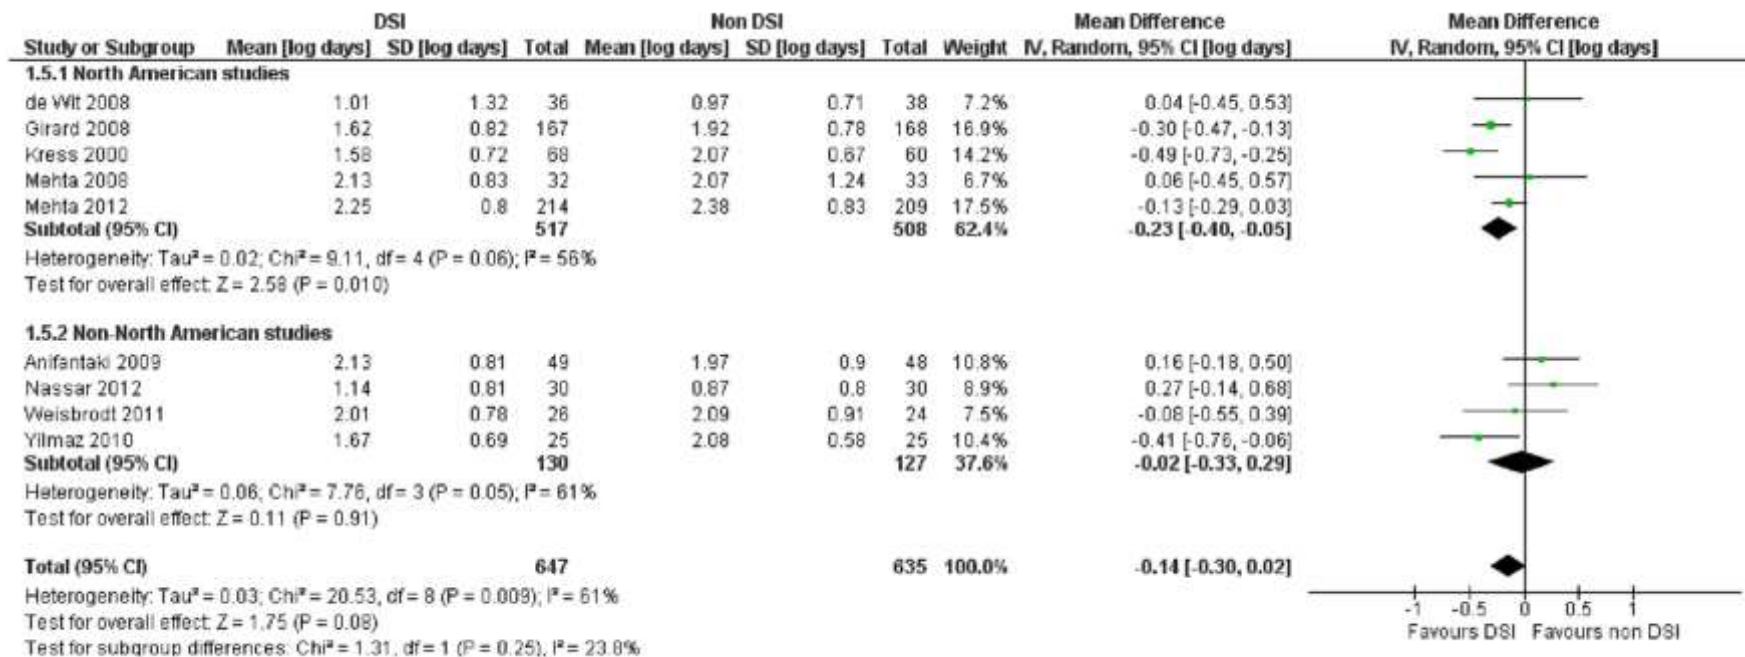 DSI Non DSI Mean Difference Mean Difference
Study or Subgroup Mean [log days] SD [log days] Total Mean [log days] SD [log days] Total Weight IV, Random, 95% CI [log days] IV, Random, 95% CI [log days]
1.5.1 North American studies
de Wit 2008 1.01 1.32 36 0.97 0.71 38 7.2% 0.04 [-0.45, 0.53]
Girard 2008 1.62 0.82 167 1.92 0.78 168 16.9% -0.30 [-0.47, -0.13]
Kress 2000 1.58 0.72 68 2.07 0.67 60 14.2% -0.49 [-0.73, -0.25]
Mehta 2008 2.13 0.83 32 2.07 1.24 33 6.7% 0.06 [-0.45, 0.57]
Mehta 2012 2.25 0.8 214 2.38 0.83 209 17.5% -0.13 [-0.29, 0.03]
Subtotal (95% CI) 517 508 62.4% -0.23 [-0.40, -0.05]
Heterogeneity: Tau² = 0.02; Chi² = 9.11, df = 4 (P = 0.06); I² = 56%
Test for overall effect: Z = 2.58 (P = 0.010)
1.5.2 Non-North American studies
Anifantaki 2009 2.13 0.81 49 1.97 0.9 48 10.8% 0.16 [-0.18, 0.50]
Nassar 2012 1.14 0.81 30 0.87 0.8 30 8.9% 0.27 [-0.14, 0.68]
Weisbrodt 2011 2.01 0.78 26 2.09 0.91 24 7.5% -0.08 [-0.55, 0.39]
Yilmaz 2010 1.67 0.69 25 2.08 0.58 25 10.4% -0.41 [-0.76, -0.06]
Subtotal (95% CI) 130 127 37.6% -0.02 [-0.33, 0.29]
Heterogeneity: Tau² = 0.06; Chi² = 7.76, df = 3 (P = 0.05); I² = 61%
Test for overall effect: Z = 0.11 (P = 0.91)
Total (95% CI) 647 635 100.0% -0.14 [-0.30, 0.02]
Heterogeneity: Tau² = 0.03; Chi² = 20.53, df = 8 (P = 0.009); I² = 61%
Test for overall effect: Z = 1.75 (P = 0.08)
Test for subgroup differences: Chi² = 1.31, df = 1 (P = 0.25), I² = 23.8%
-1 -0.5 0 0.5 1
Favours DSI Favours non DSI